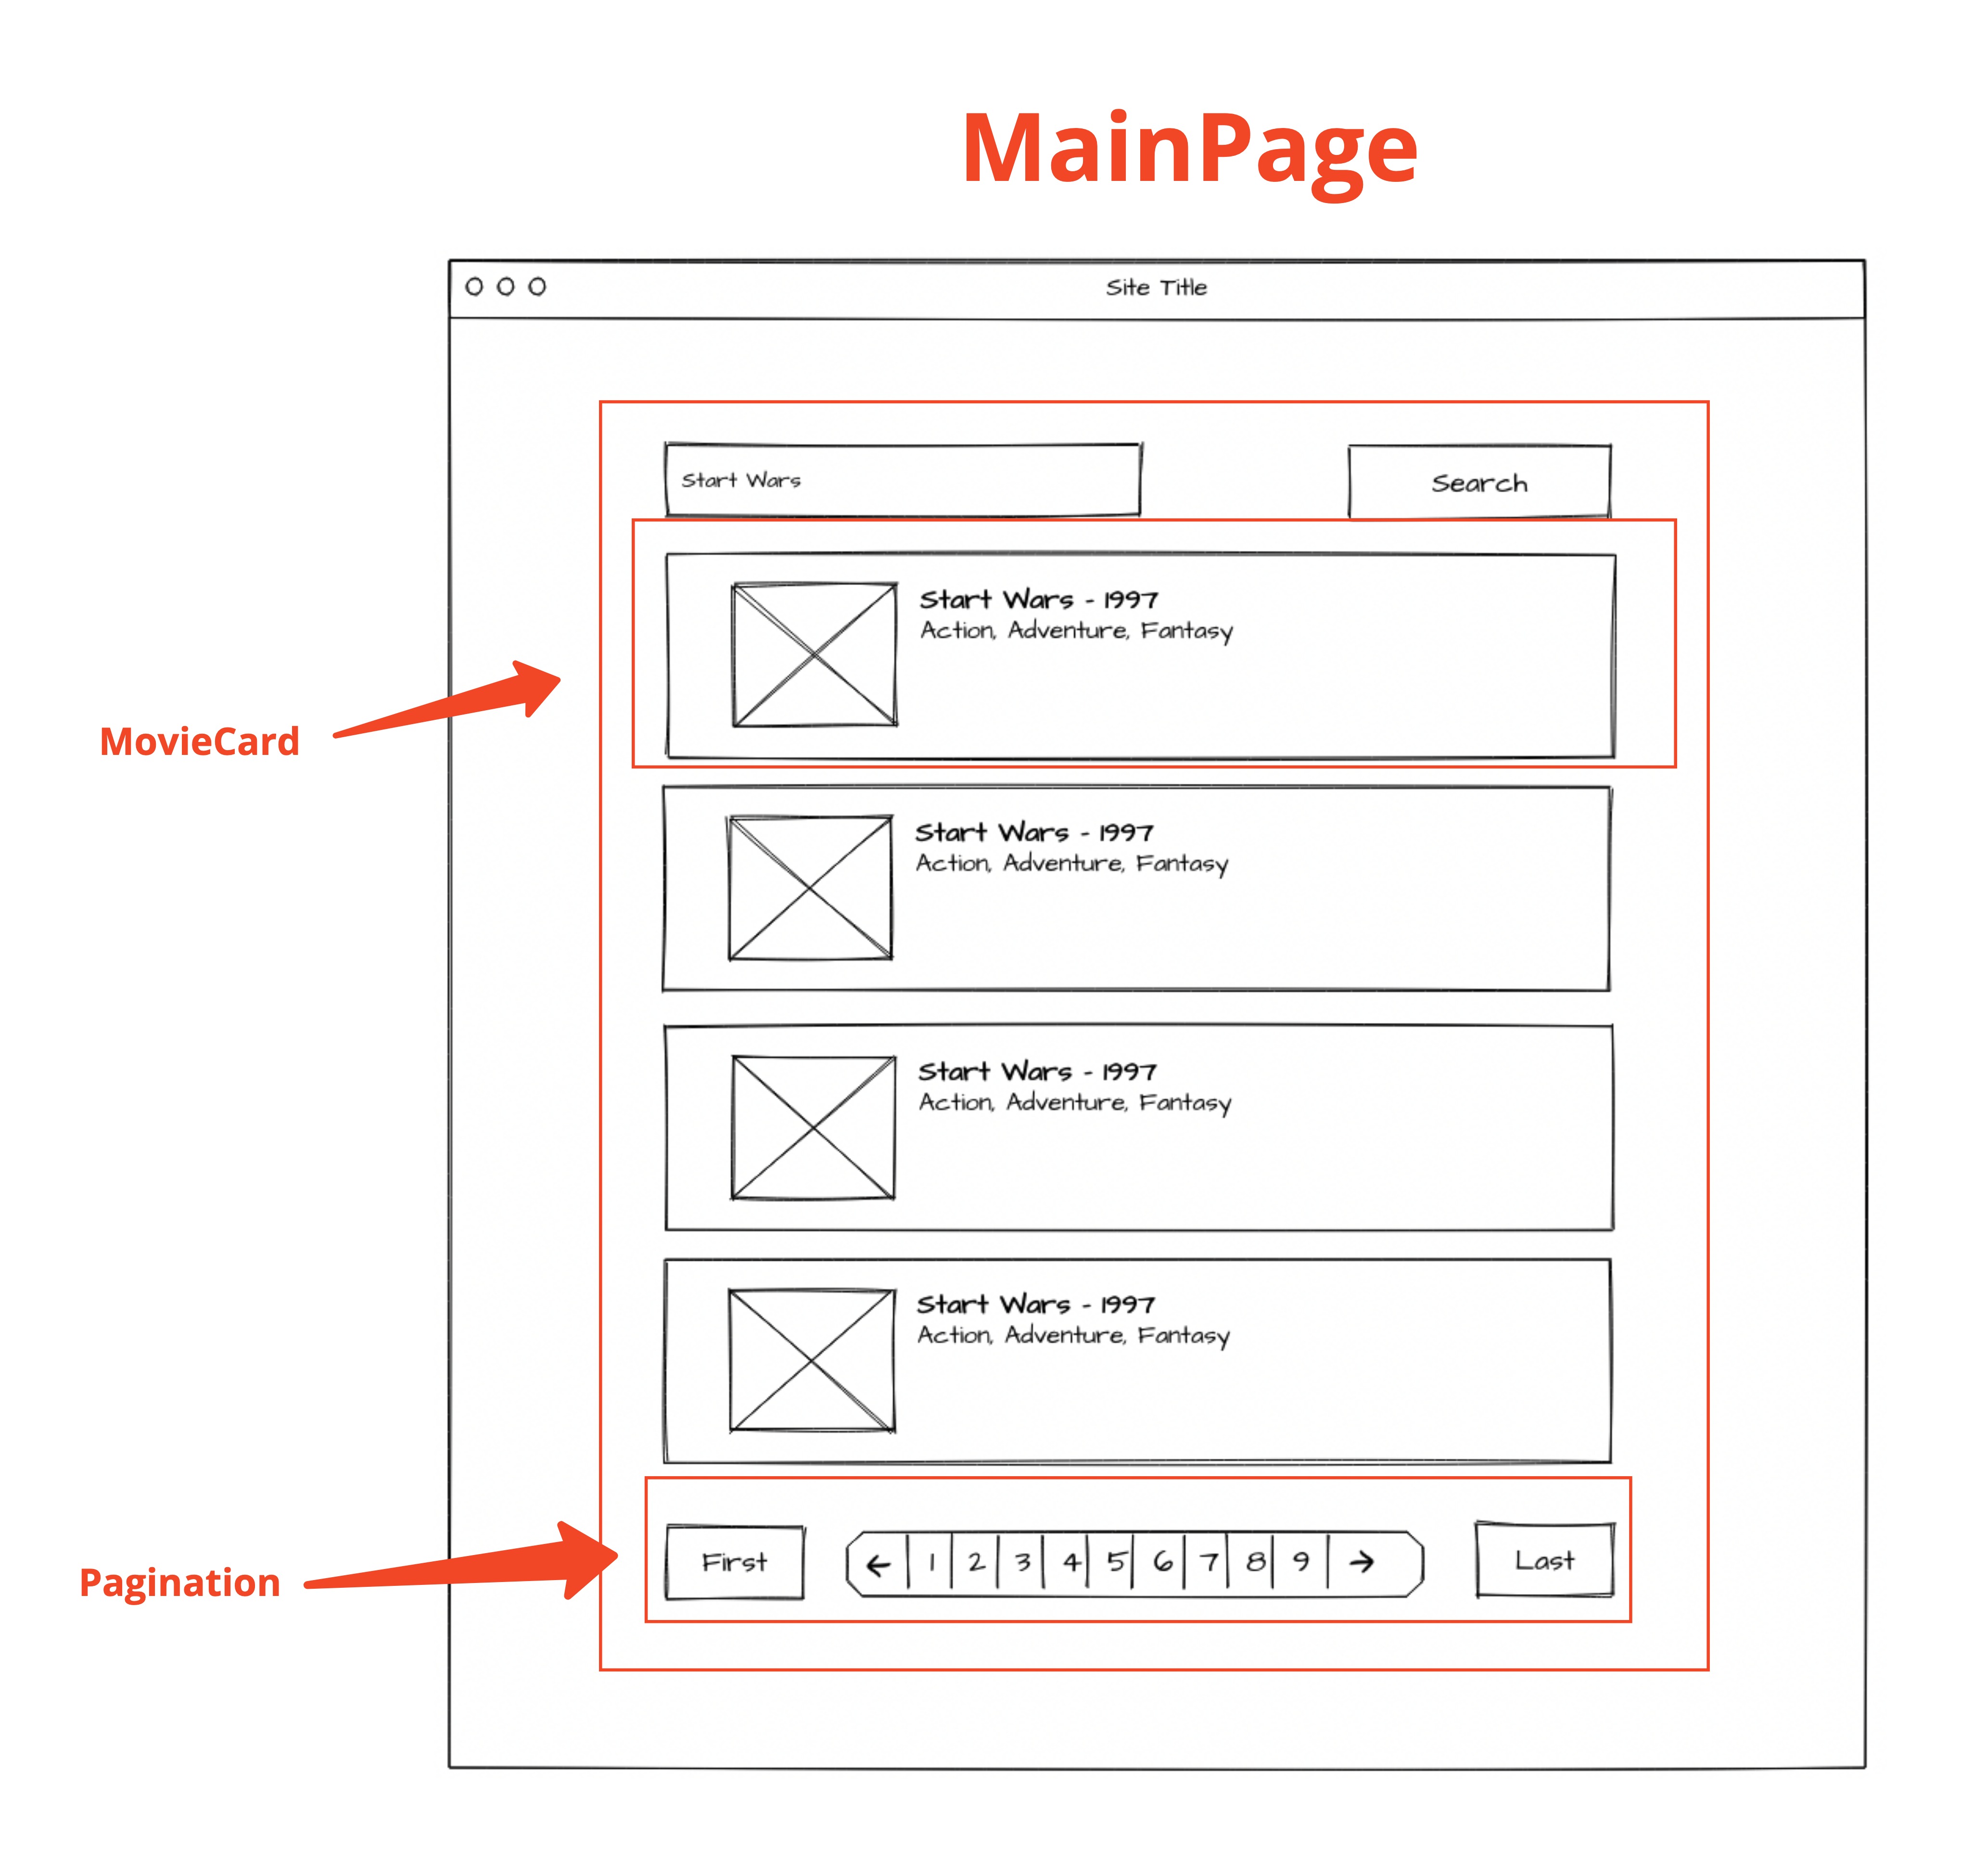 MainPage
Site Title
Start Wars
Search
Start Wars - 1997
Action, Adventure, Fantasy
MovieCard
Start Wars - 1997
Action, Adventure, Fantasy
Start Wars - 1997
Action, Adventure, Fantasy
Start Wars - 1997
Action, Adventure, Fantasy
Pagination
First
← 1 2 3 4 5 6 7 8 9 →
Last